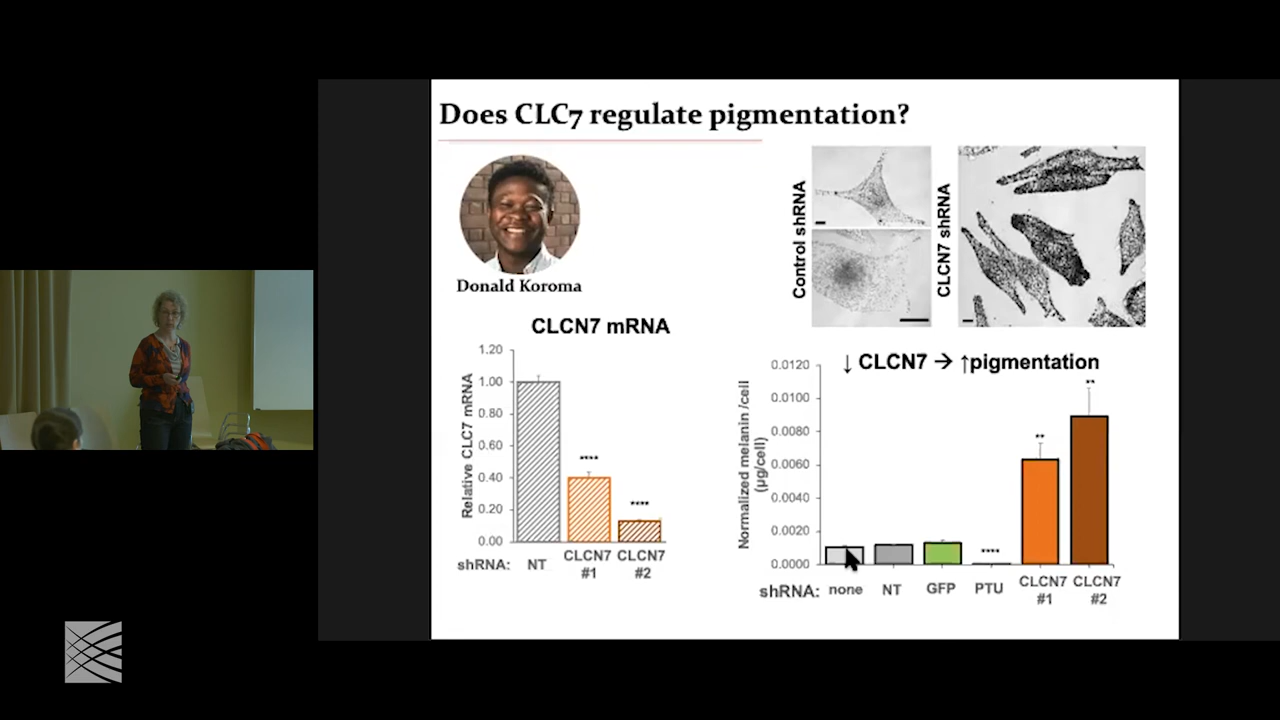 Does CLC7 regulate pigmentation?
Donald Koroma
Control shRNA
CLCN7 shRNA
CLCN7 mRNA
Relative CLC7 mRNA
1.20
1.00
0.80
0.60
0.40
0.20
0.00
****
****
shRNA:
NT
CLCN7 #1
CLCN7 #2
↓ CLCN7 → ↑pigmentation
Normalized melanin /cell
(µg/cell)
0.0120
0.0100
0.0080
0.0060
0.0040
0.0020
0.0000
****
**
**
shRNA:
none
NT
GFP
PTU
CLCN7 #1
CLCN7 #2